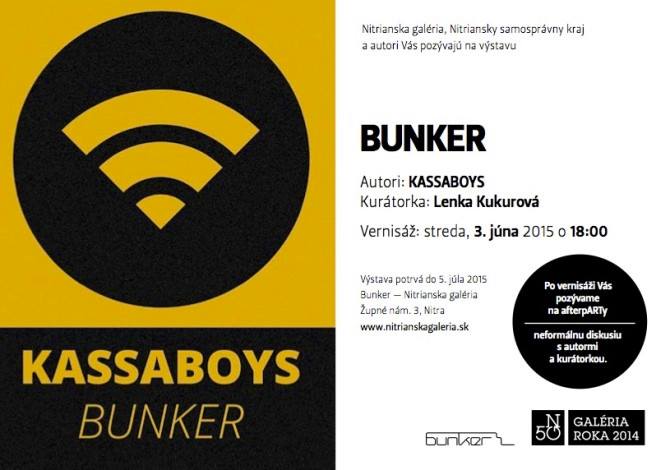 KASSABOYS
BUNKER
Nitrianska galéria, Nitriansky samosprávny kraj
a autori Vás pozývajú na výstavu
BUNKER
Autori: KASSABOYS
Kurátorka: Lenka Kukurová
Vernisáž: streda, 3. júna 2015 o 18:00
Výstava potrvá do 5. júla 2015
Bunker — Nitrianska galéria
Župné nám. 3, Nitra
www.nitrianskagaleria.sk
Po vernisáži Vás
pozývame
na afterpARTy
neformálnu diskusiu
s autormi
a kurátorkou.
bunker
N
50
GALÉRIA
ROKA 2014